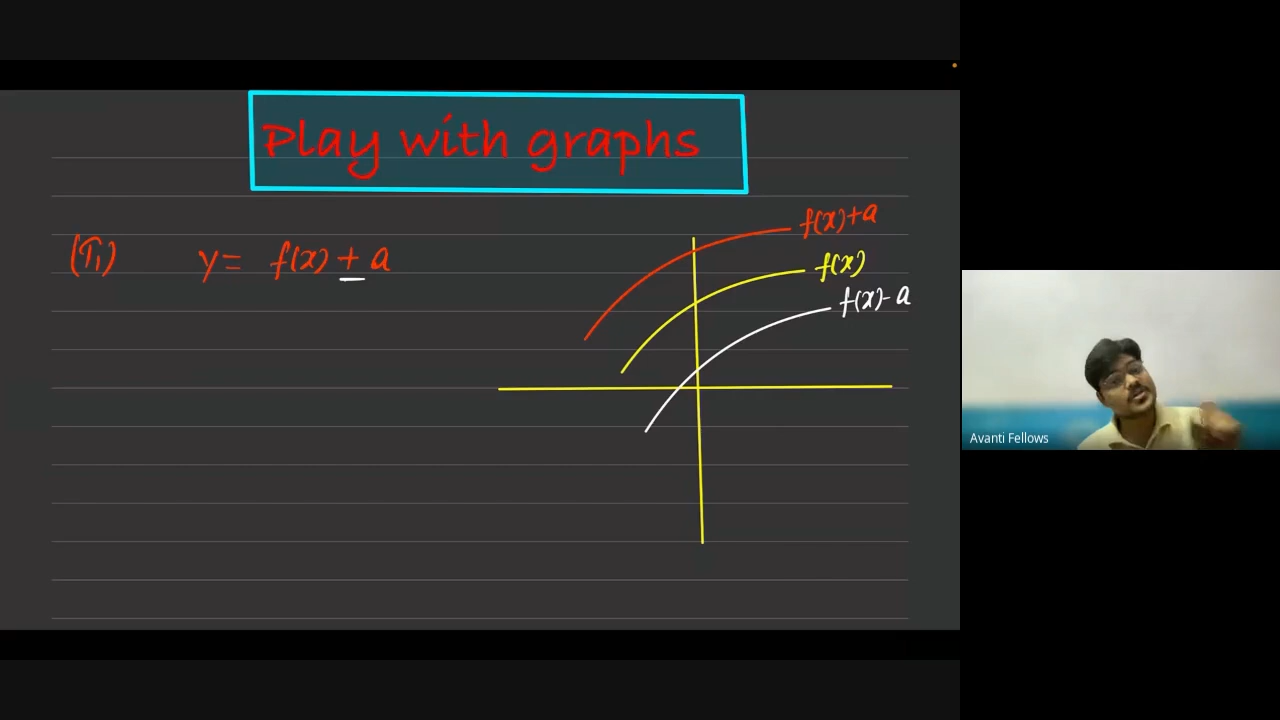 Play with graphs
(T₁) y = f(x) + a
f(x)+a
f(x)
f(x)-a
Avanti Fellows